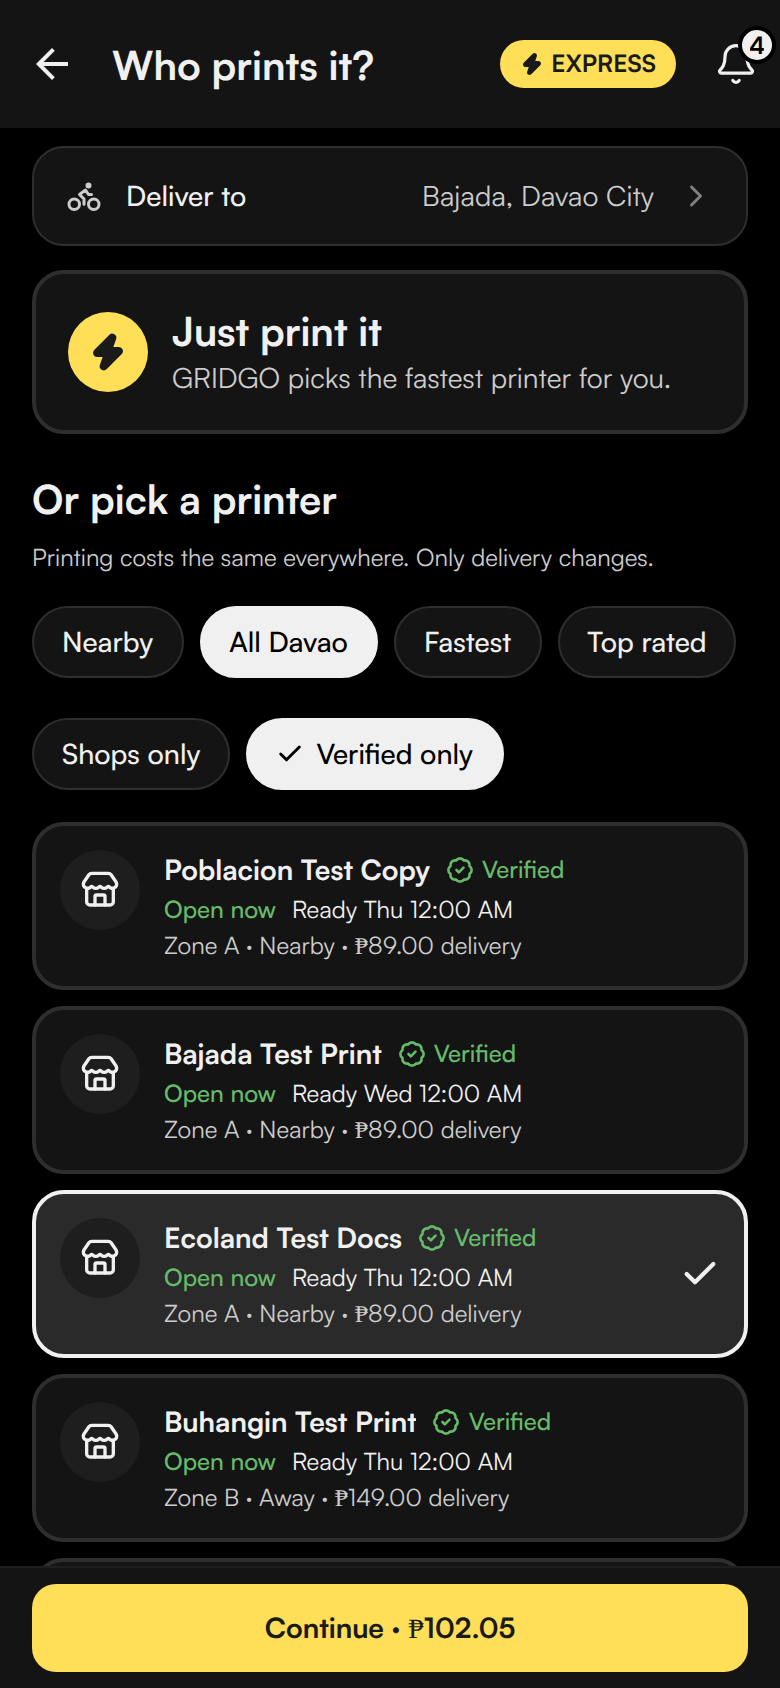 Who prints it?
EXPRESS
4
Deliver to
Bajada, Davao City
Just print it
GRIDGO picks the fastest printer for you.
Or pick a printer
Printing costs the same everywhere. Only delivery changes.
Nearby
All Davao
Fastest
Top rated
Shops only
Verified only
Poblacion Test Copy Verified
Open now Ready Thu 12:00 AM
Zone A · Nearby · ₱89.00 delivery
Bajada Test Print Verified
Open now Ready Wed 12:00 AM
Zone A · Nearby · ₱89.00 delivery
Ecoland Test Docs Verified
Open now Ready Thu 12:00 AM
Zone A · Nearby · ₱89.00 delivery
Buhangin Test Print Verified
Open now Ready Thu 12:00 AM
Zone B · Away · ₱149.00 delivery
Continue · ₱102.05